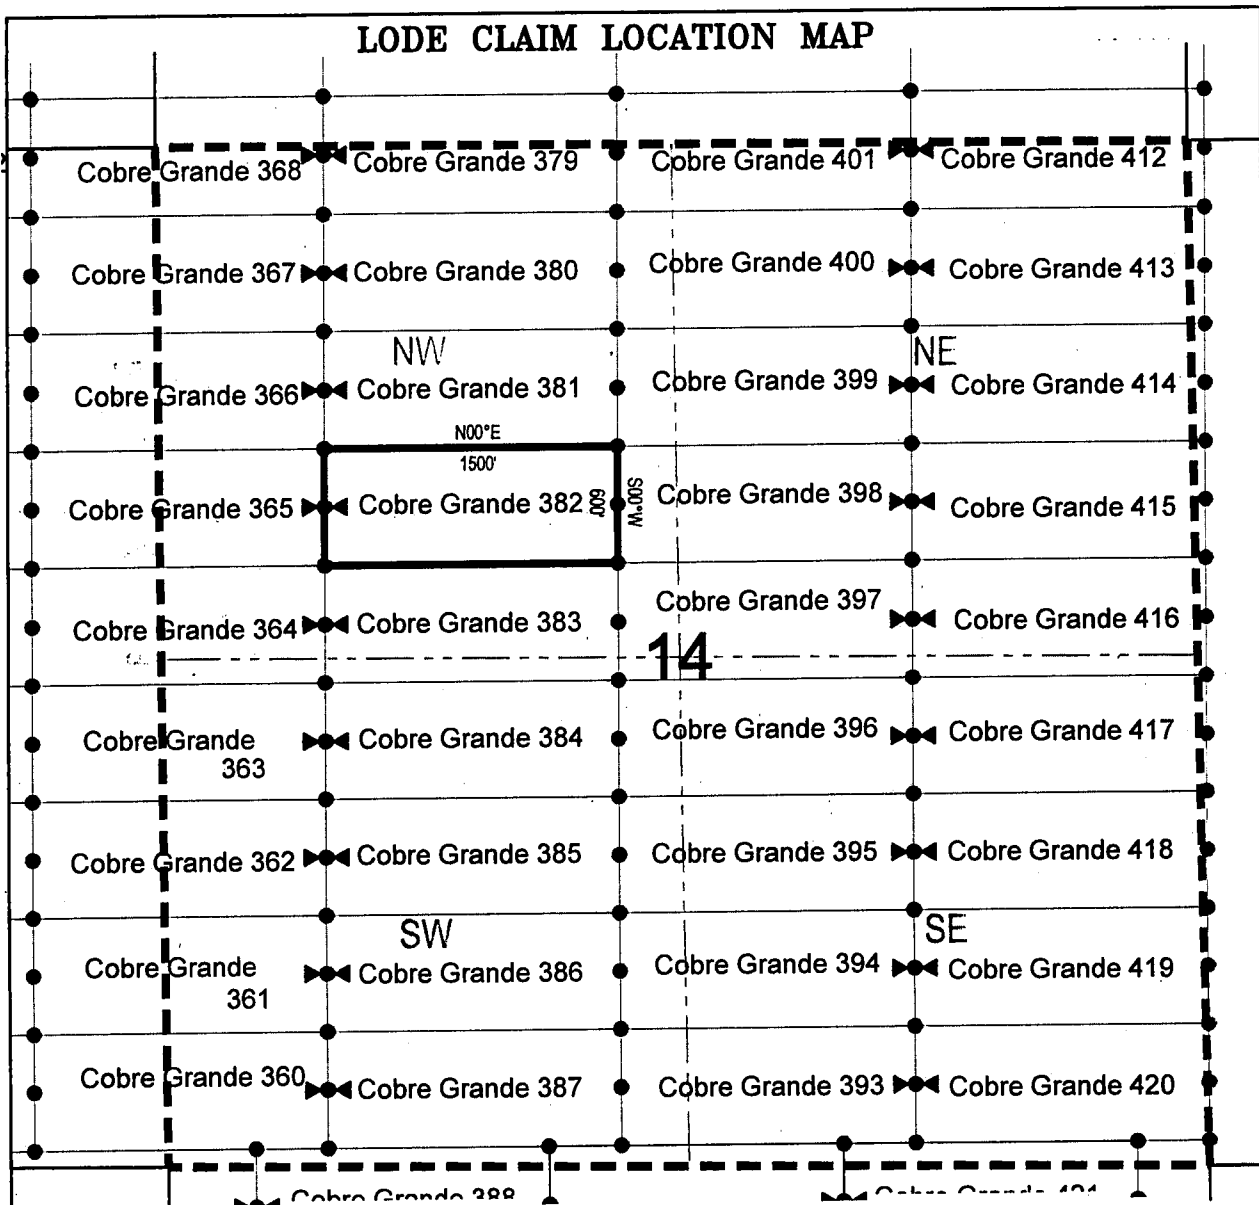 LODE CLAIM LOCATION MAP
Cobre Grande 368
Cobre Grande 379
Cobre Grande 401
Cobre Grande 412
Cobre Grande 367
Cobre Grande 380
Cobre Grande 400
Cobre Grande 413
NW
NE
Cobre Grande 366
Cobre Grande 381
Cobre Grande 399
Cobre Grande 414
N00°E
1500'
Cobre Grande 365
Cobre Grande 382
600'
S00°W
Cobre Grande 398
Cobre Grande 415
Cobre Grande 364
Cobre Grande 383
Cobre Grande 397
Cobre Grande 416
14
Cobre Grande
363
Cobre Grande 384
Cobre Grande 396
Cobre Grande 417
Cobre Grande 362
Cobre Grande 385
Cobre Grande 395
Cobre Grande 418
SW
SE
Cobre Grande
361
Cobre Grande 386
Cobre Grande 394
Cobre Grande 419
Cobre Grande 360
Cobre Grande 387
Cobre Grande 393
Cobre Grande 420
Cobre Grande 388
Cobre Grande 421